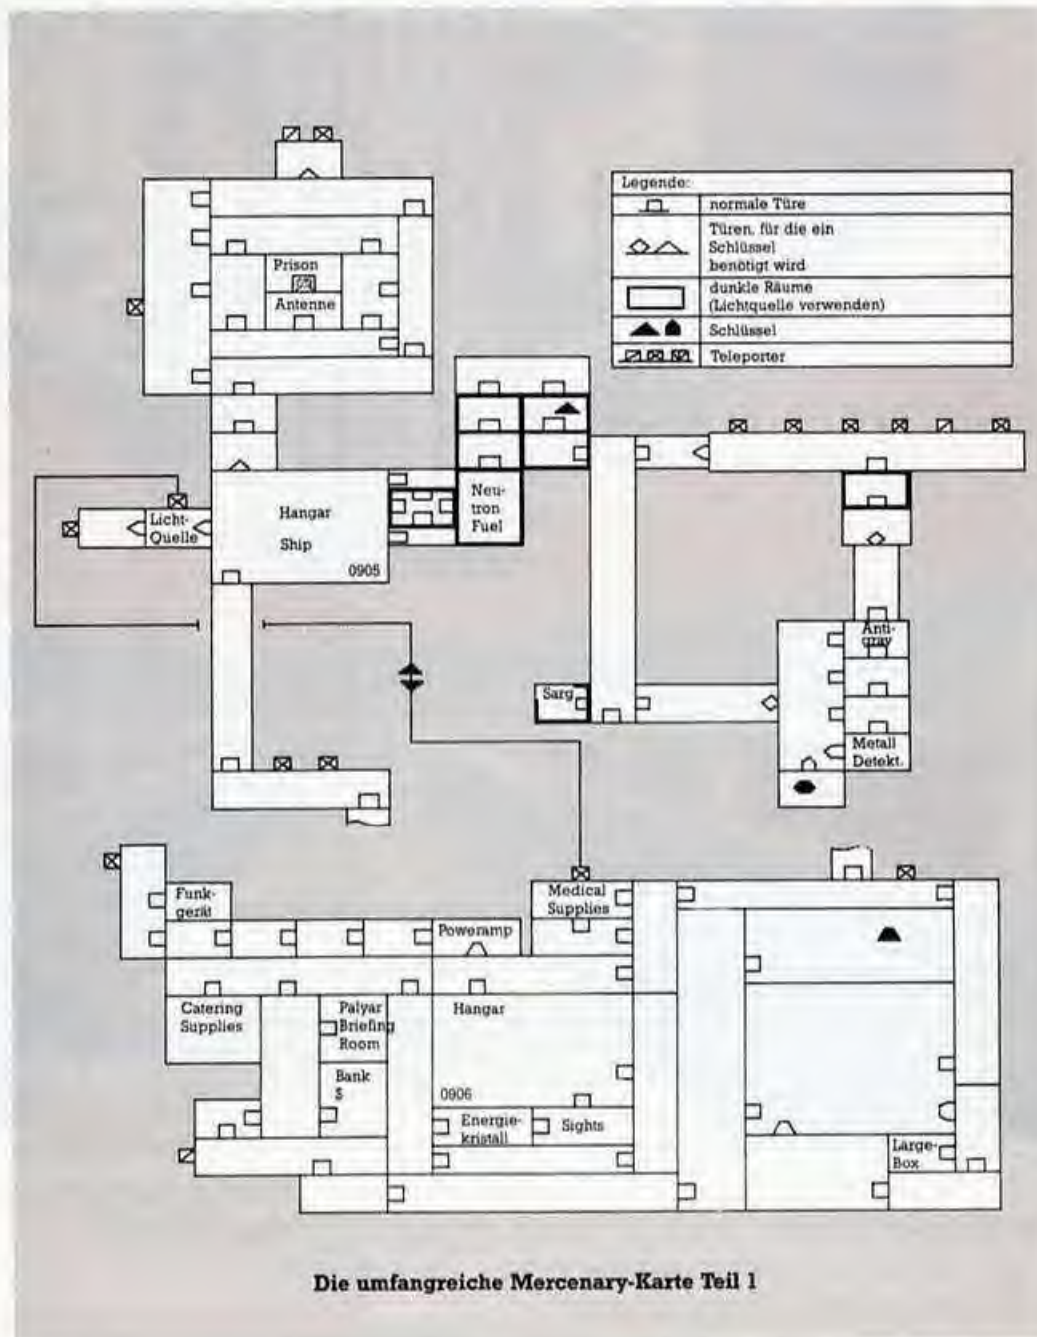 Legende:
normale Türe
Türen, für die ein
Schlüssel
benötigt wird
dunkle Räume
(Lichtquelle verwenden)
Schlüssel
Teleporter
Prison
Antenne
Licht-
Quelle
Hangar
Ship
0905
Neu-
tron
Fuel
Sarg
Anti-
grav
Metall
Detekt.
Funk-
gerät
Poweramp
Medical
Supplies
Catering
Supplies
Palyar
Briefing
Room
Hangar
Bank
$
0906
Energie-
kristall
Sights
Large-
Box
Die umfangreiche Mercenary-Karte Teil 1